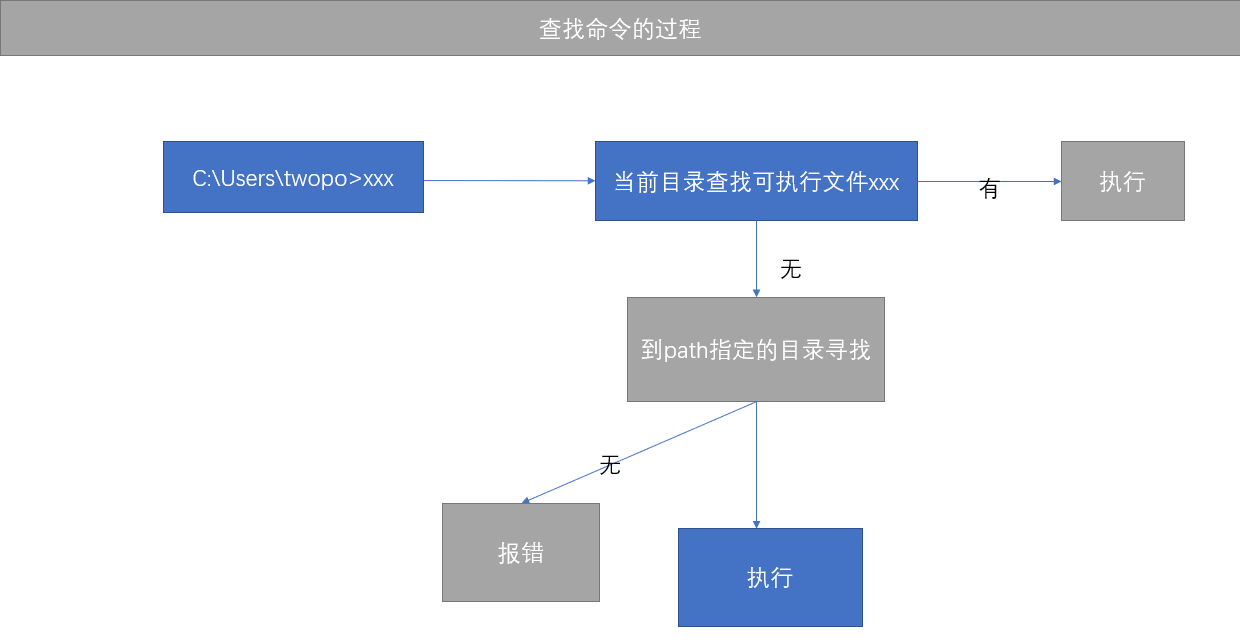 查找命令的过程
C:\Users\twopo>xxx
当前目录查找可执行文件xxx
有
执行
无
到path指定的目录寻找
无
报错
执行